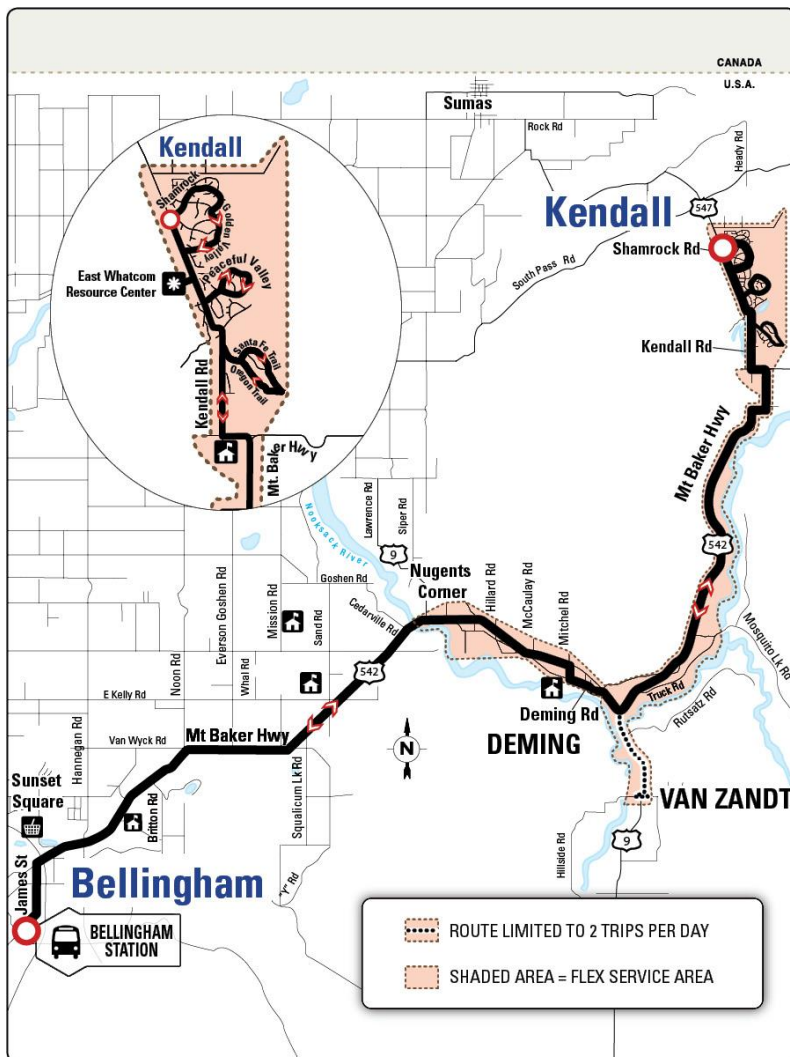 CANADA
U.S.A.
Sumas
Rock Rd
Heady Rd
Kendall
547
Shamrock Rd
South Pass Rd
Kendall Rd
Kendall
Shamrock
Golden Valley
Peaceful Valley
East Whatcom
Resource Center
Santa Fe Trail
Oregon Trail
Kendall Rd
Mt. Baker Hwy
Mt Baker Hwy
542
Nooksack River
Lawrence Rd
Siper Rd
9
Nugents
Corner
Goshen Rd
Cedarville Rd
Hillard Rd
McCaulay Rd
Mitchel Rd
Mission Rd
Sand Rd
Everson Goshen Rd
Whal Rd
Noon Rd
E Kelly Rd
542
Mosquito Lk Rd
Truck Rd
Rutsatz Rd
Deming Rd
DEMING
N
Mt Baker Hwy
Van Wyck Rd
Hannegan Rd
Britton Rd
Squalicum Lk Rd
"Y" Rd
Sunset
Square
James St
VAN ZANDT
9
Hillside Rd
Bellingham
BELLINGHAM
STATION
ROUTE LIMITED TO 2 TRIPS PER DAY
SHADED AREA = FLEX SERVICE AREA